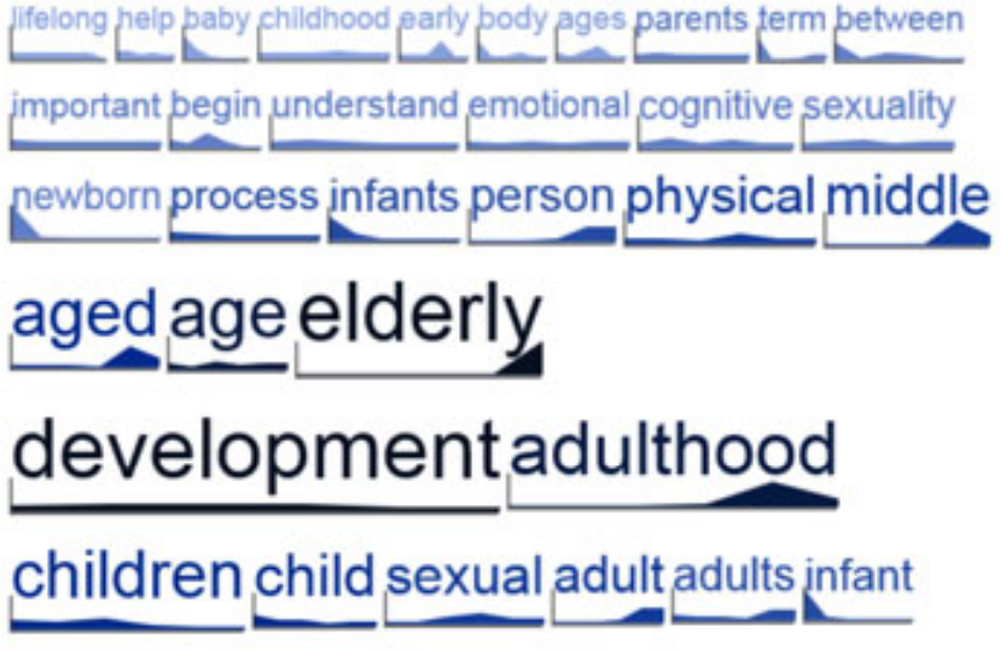 lifelong help baby childhood early body ages parents term between
important begin understand emotional cognitive sexuality
newborn process infants person physical middle
aged age elderly
development adulthood
children child sexual adult adults infant